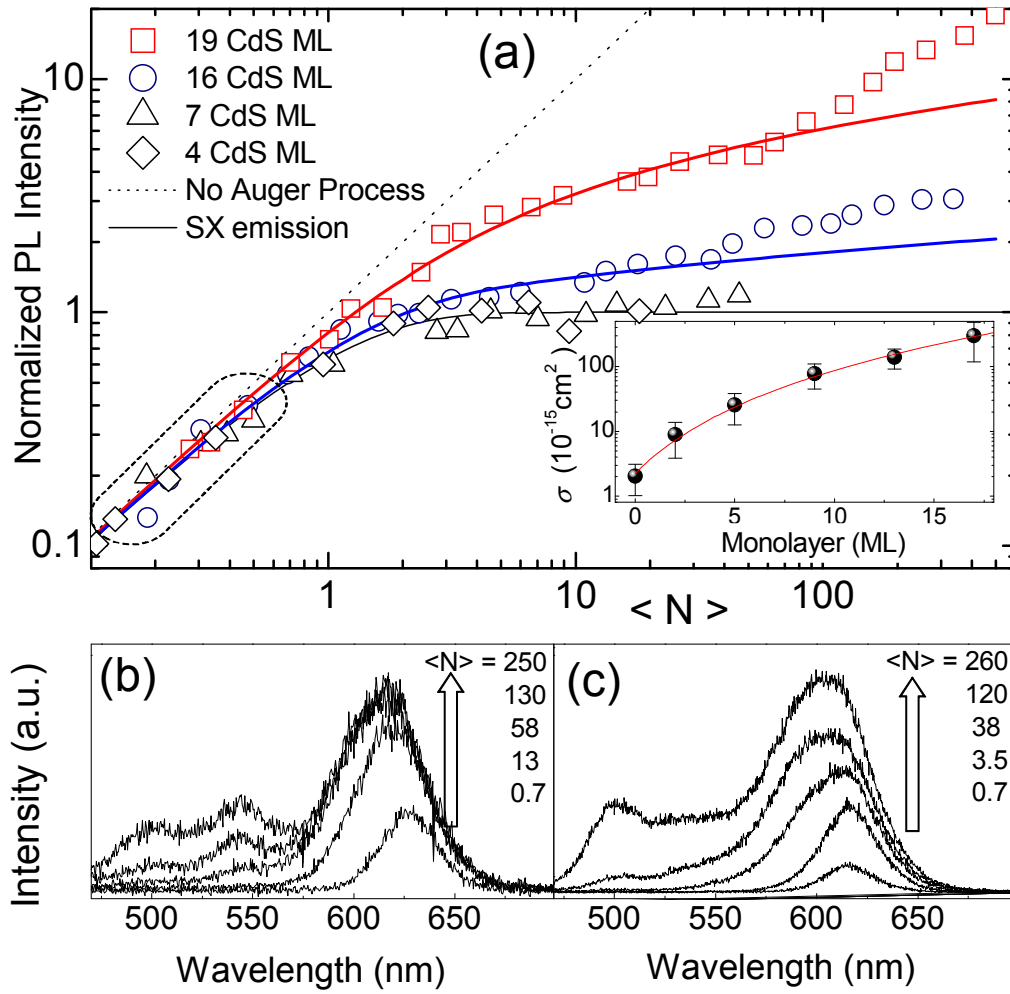 (a)
19 CdS ML
16 CdS ML
7 CdS ML
4 CdS ML
No Auger Process
SX emission
Normalized PL Intensity
10
1
0.1
1
10
100
< N >
σ (10⁻¹⁵cm²)
100
10
1
0
5
10
15
Monolayer (ML)
(b)
<N> = 250
130
58
13
0.7
Intensity (a.u.)
500
550
600
650
Wavelength (nm)
(c)
<N> = 260
120
38
3.5
0.7
500
550
600
650
Wavelength (nm)